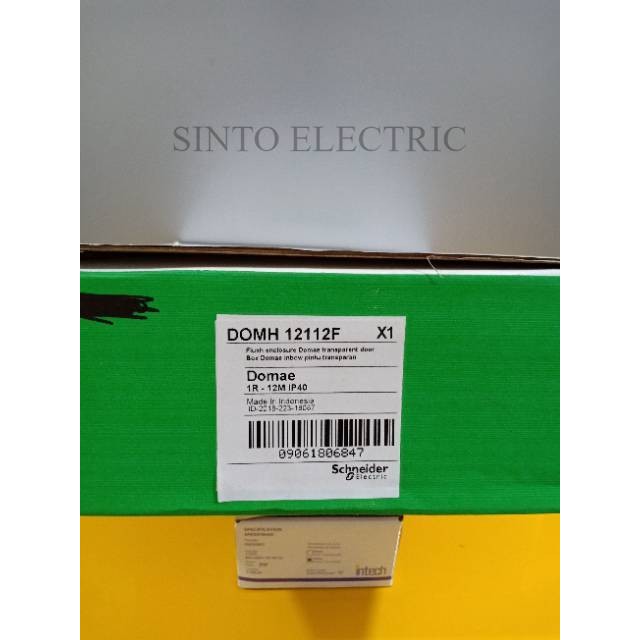 SINTO ELECTRIC
DOMH 12112F X1
Flush enclosure Domae transparent door
Box Domae inbow pintu transparan
Domae
1R - 12M IP40
Made in Indonesia
09061806847
Schneider
Electric
intech